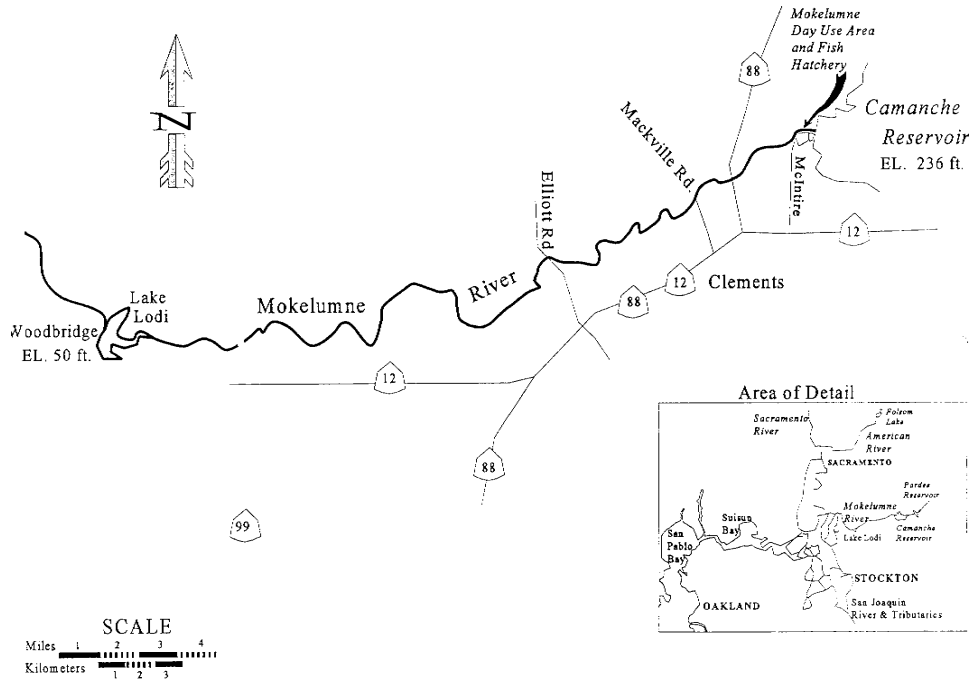 Mokelumne
Day Use Area
and Fish
Hatchery
88
Camanche
Reservoir
EL. 236 ft.
Mackville Rd.
McIntire
N
Elliott Rd
12
12
Clements
88
River
Mokelumne
Lake
Lodi
Woodbridge
EL. 50 ft.
12
88
99
Area of Detail
Sacramento
River
Folsom
Lake
American
River
SACRAMENTO
Pardee
Reservoir
Mokelumne
River
Camanche
Reservoir
Lake Lodi
Suisun
Bay
San
Pablo
Bay
STOCKTON
OAKLAND
San Joaquin
River & Tributaries
SCALE
Miles 1 2 3 4
Kilometers 1 2 3